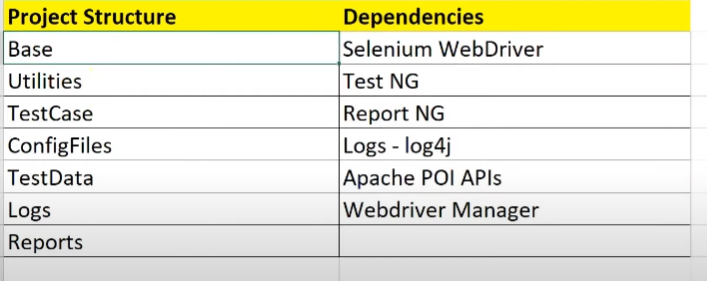 Project Structure Dependencies
Base Selenium WebDriver
Utilities Test NG
TestCase Report NG
ConfigFiles Logs - log4j
TestData Apache POI APIs
Logs Webdriver Manager
Reports